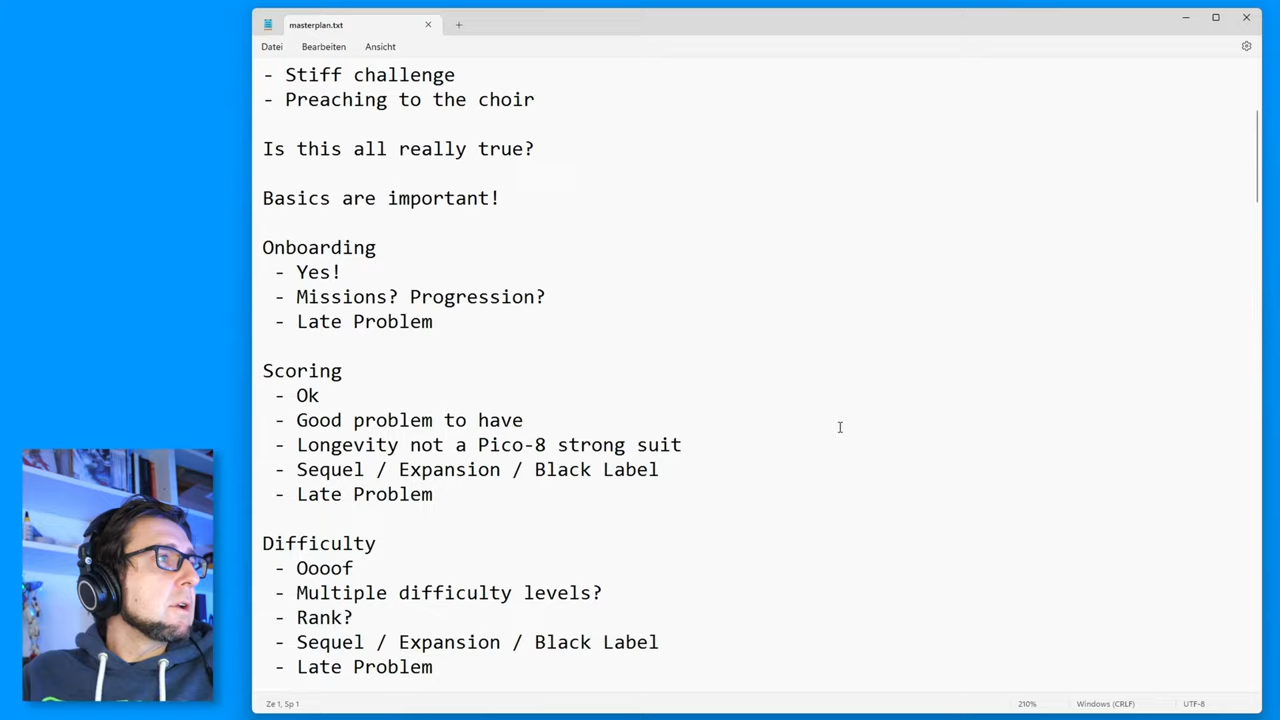 masterplan.txt
Datei Bearbeiten Ansicht
- Stiff challenge
- Preaching to the choir
Is this all really true?
Basics are important!
Onboarding
- Yes!
- Missions? Progression?
- Late Problem
Scoring
- Ok
- Good problem to have
- Longevity not a Pico-8 strong suit
- Sequel / Expansion / Black Label
- Late Problem
Difficulty
- Oooof
- Multiple difficulty levels?
- Rank?
- Sequel / Expansion / Black Label
- Late Problem
Ze 1, Sp 1 210% Windows (CRLF) UTF-8